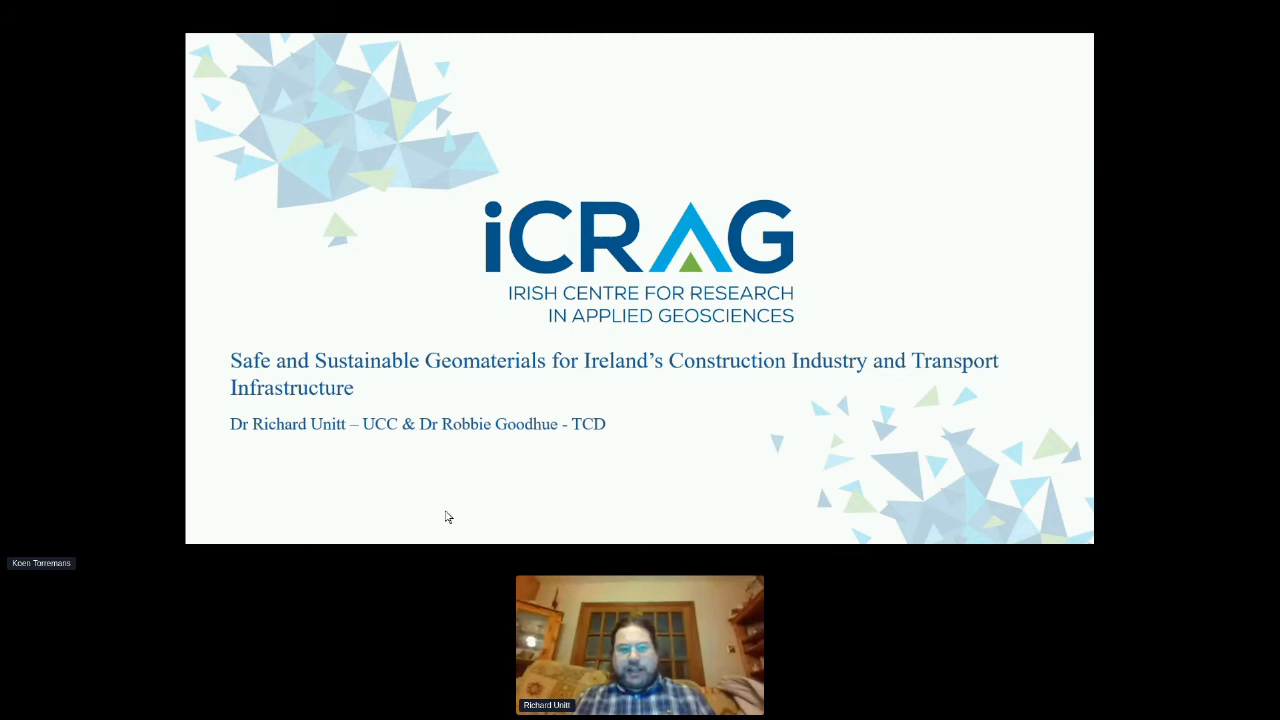 iCRAG
IRISH CENTRE FOR RESEARCH
IN APPLIED GEOSCIENCES
Safe and Sustainable Geomaterials for Ireland’s Construction Industry and Transport
Infrastructure
Dr Richard Unitt – UCC & Dr Robbie Goodhue - TCD
Koen Torremans
Richard Unitt